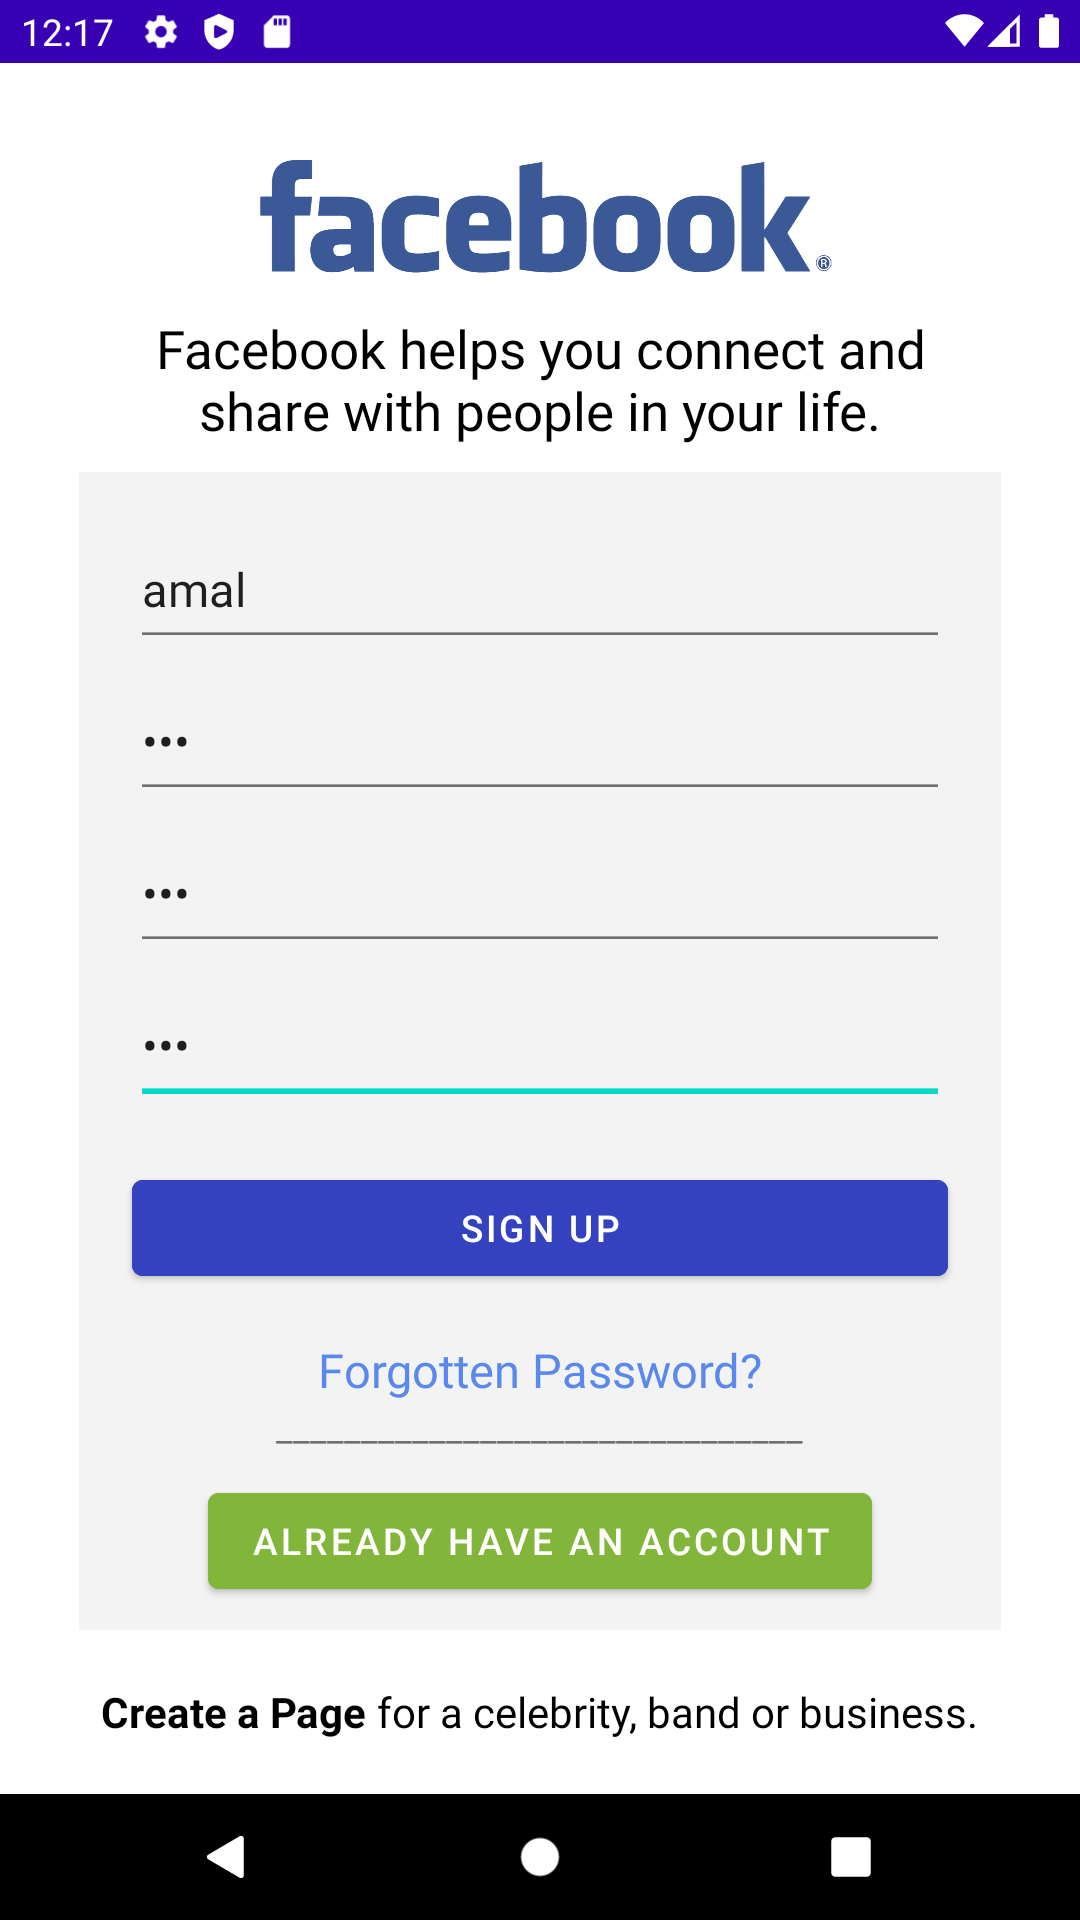 12:17
facebook®
Facebook helps you connect and
share with people in your life.
amal
•••
•••
•••
SIGN UP
Forgotten Password?
_______________________________
ALREADY HAVE AN ACCOUNT
Create a Page for a celebrity, band or business.